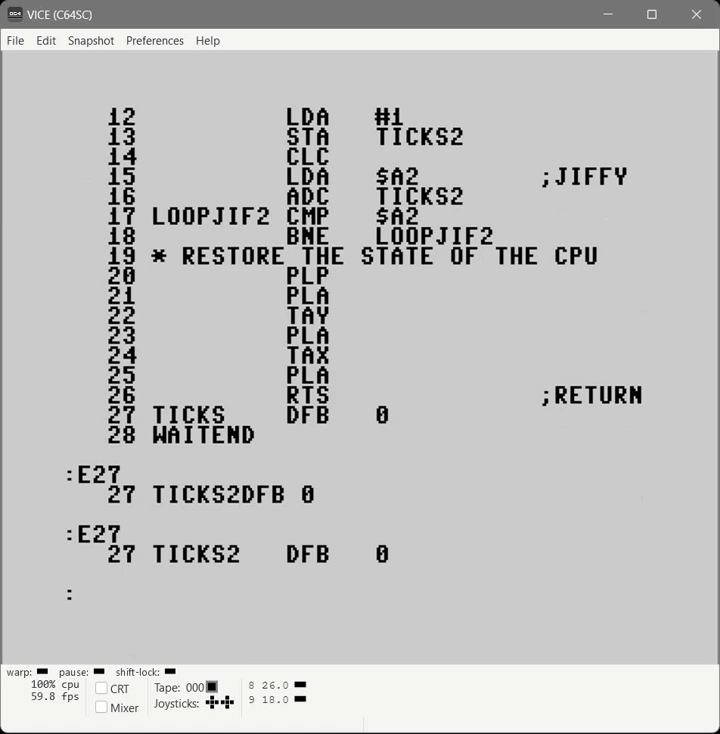 VICE (C64SC)
File Edit Snapshot Preferences Help
12 LDA #1
13 STA TICKS2
14 CLC
15 LDA $A2 ;JIFFY
16 ADC TICKS2
17 LOOPJIF2 CMP $A2
18 BNE LOOPJIF2
19 * RESTORE THE STATE OF THE CPU
20 PLP
21 PLA
22 TAY
23 PLA
24 TAX
25 PLA
26 RTS ;RETURN
27 TICKS DFB 0
28 WAITEND
:E27
27 TICKS2DFB 0
:E27
27 TICKS2 DFB 0
:
warp: pause: shift-lock:
100% cpu CRT Tape: 000 8 26.0
59.8 fps Mixer Joysticks: 9 18.0